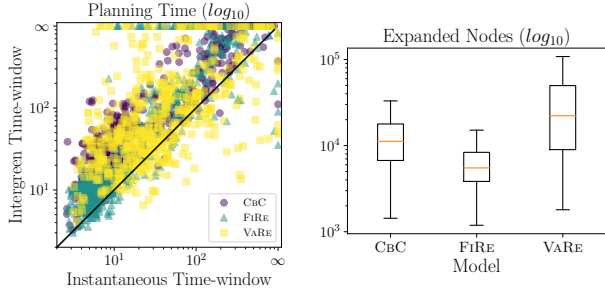 Planning Time (log₁₀)
Intergreen Time-window
∞
10²
10¹
CbC
FiRe
VaRe
10¹
10²
∞
Instantaneous Time-window
Expanded Nodes (log₁₀)
10⁵
10⁴
10³
CbC
FiRe
VaRe
Model